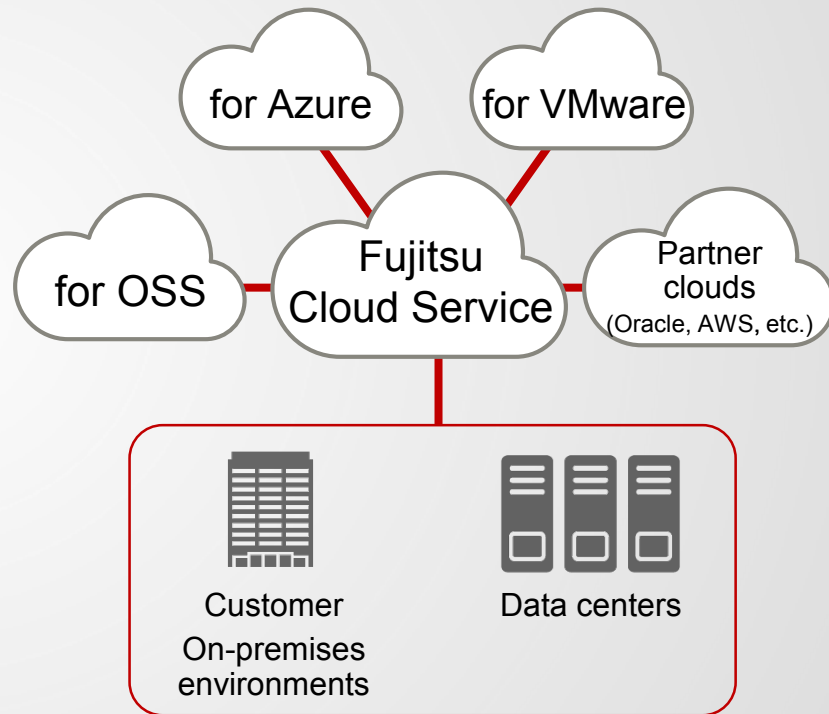 for Azure
for VMware
for OSS
Fujitsu
Cloud Service
Partner
clouds
(Oracle, AWS, etc.)
Customer
On-premises
environments
Data centers